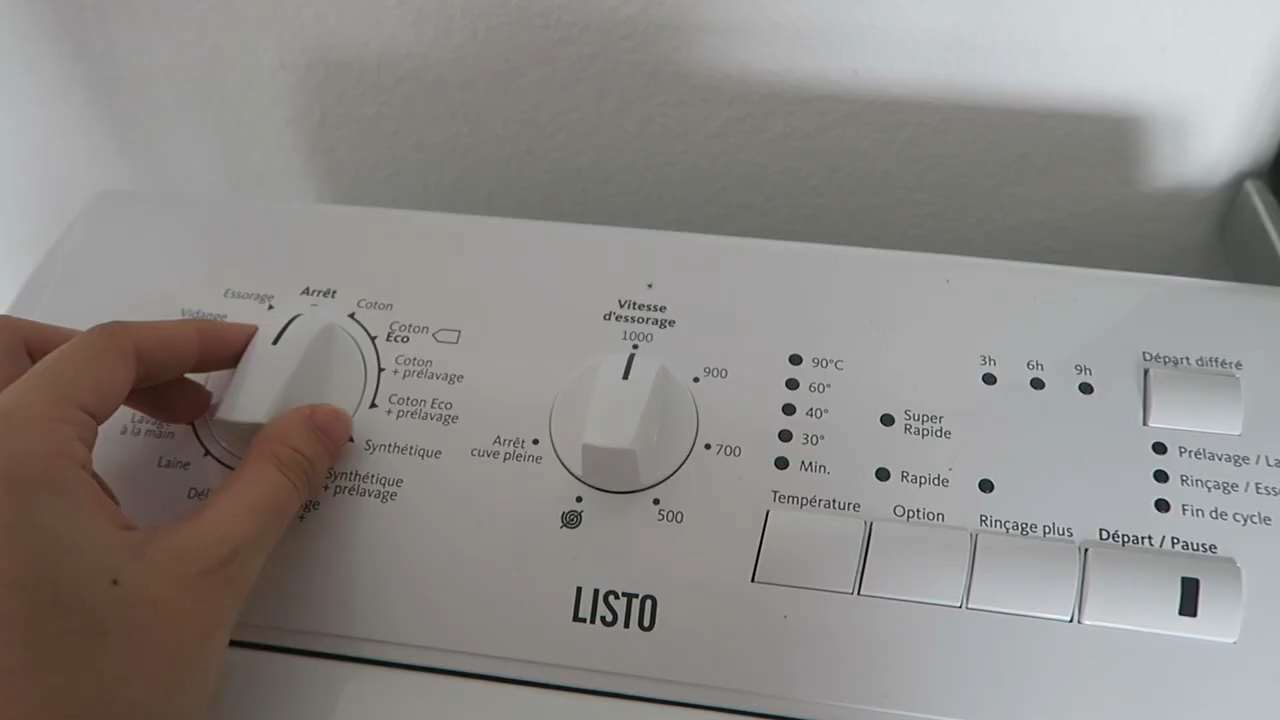 Arrêt
Essorage
Vidange
Coton
Coton
Eco
Coton
+ prélavage
Coton Eco
+ prélavage
Synthétique
Synthétique
+ prélavage
+
Laine
à la main
Vitesse
d'essorage
1000
900
700
500
Arrêt
cuve pleine
LISTO
90°C
60°
40°
30°
Min.
Température
Super
Rapide
Rapide
Option
Rinçage plus
3h
6h
9h
Départ différé
Prélavage / La
Rinçage / Ess
Fin de cycle
Départ / Pause